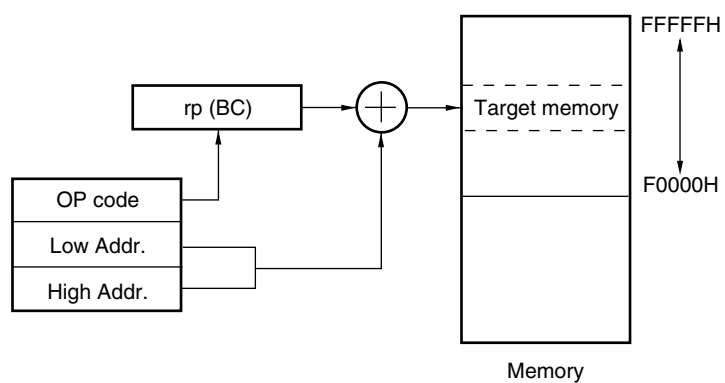 FFFFFH
rp (BC)
Target memory
OP code
F0000H
Low Addr.
High Addr.
Memory